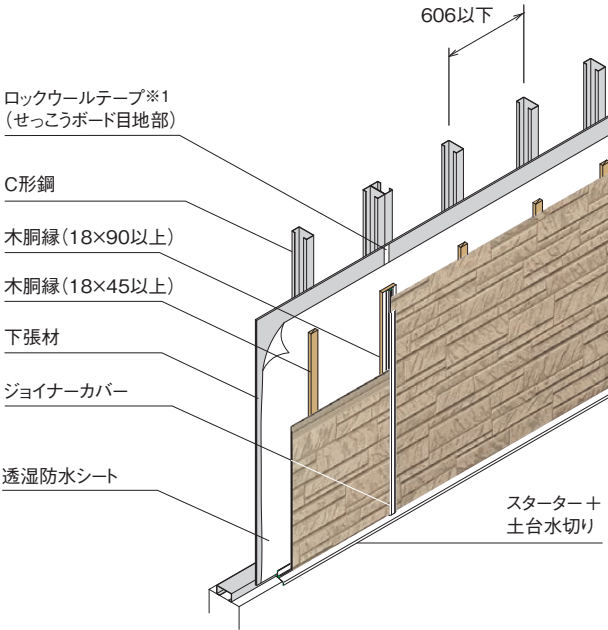 606以下
ロックウールテープ※1
(せっこうボード目地部)
C形鋼
木胴縁(18×90以上)
木胴縁(18×45以上)
下張材
ジョイナーカバー
透湿防水シート
スターター+
土台水切り